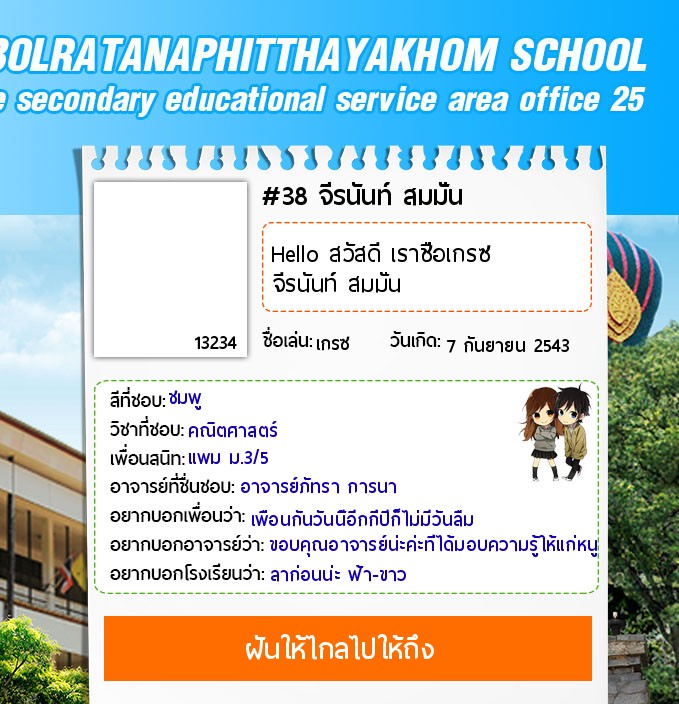 BOLRATANAPHITTHAYAKHOM SCHOOL
e secondary educational service area office 25
#38 จีรนันท์ สมมั่น
Hello สวัสดี เราชื่อเกรซ
จีรนันท์ สมมั่น
13234
ชื่อเล่น: เกรซ วันเกิด: 7 กันยายน 2543
สีที่ชอบ: ชมพู
วิชาที่ชอบ: คณิตศาสตร์
เพื่อนสนิท: แพม ม.3/5
อาจารย์ที่ชื่นชอบ: อาจารย์ภัทรา การนา
อยากบอกเพื่อนว่า: เพื่อนกันวันนี้อีกกี่ปีก็ไม่มีวันลืม
อยากบอกอาจารย์ว่า: ขอบคุณอาจารย์น่ะค่ะที่ได้มอบความรู้ให้แก่หนู
อยากบอกโรงเรียนว่า: ลาก่อนน่ะ ฟ้า-ขาว
ฝันให้ไกลไปให้ถึง